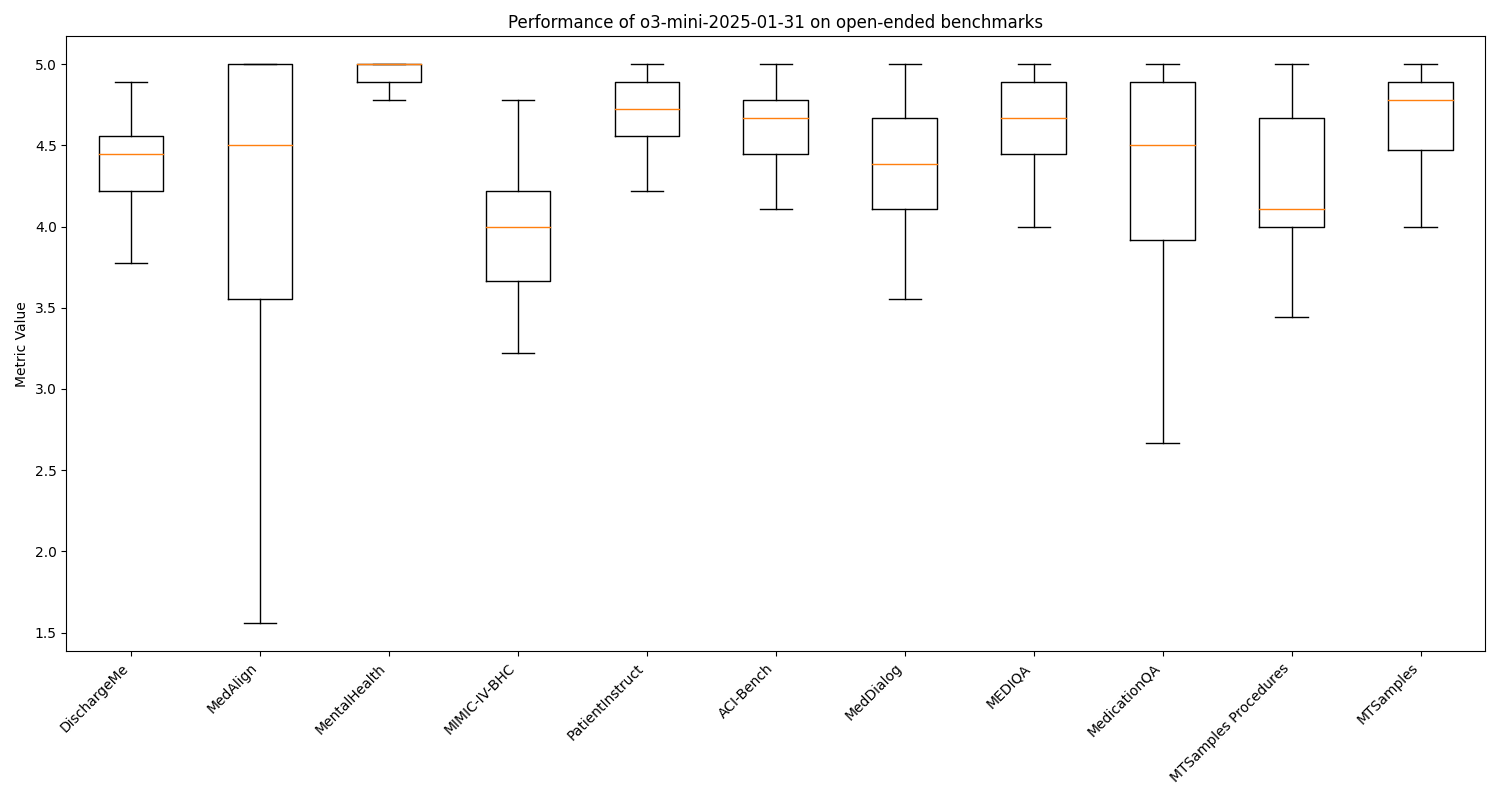 Performance of o3-mini-2025-01-31 on open-ended benchmarks
Metric Value
5.0
4.5
4.0
3.5
3.0
2.5
2.0
1.5
DischargeMe
MedAlign
MentalHealth
MIMIC-IV-BHC
PatientInstruct
ACI-Bench
MedDialog
MEDIQA
MedicationQA
MTSamples Procedures
MTSamples